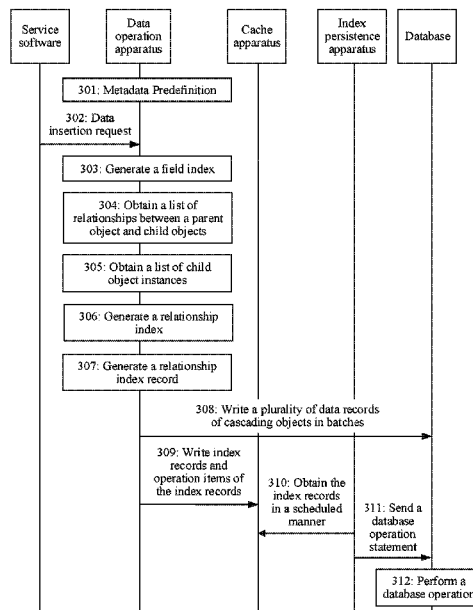 Service
software
Data
operation
apparatus
Cache
apparatus
Index
persistence
apparatus
Database
301: Metadata Predefinition
302: Data
insertion request
303: Generate a field index
304: Obtain a list of
relationships between a parent
object and child objects
305: Obtain a list of child
object instances
306: Generate a relationship
index
307: Generate a relationship
index record
308: Write a plurality of data records
of cascading objects in batches
309: Write index
records and
operation items of
the index records
310: Obtain the
index records
in a scheduled
manner
311: Send a
database
operation
statement
312: Perform a
database operation